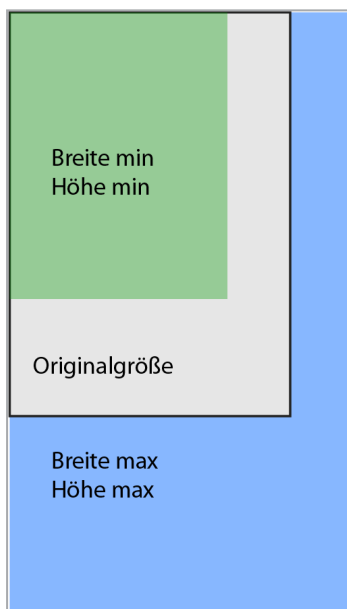 Breite min
Höhe min
Originalgröße
Breite max
Höhe max